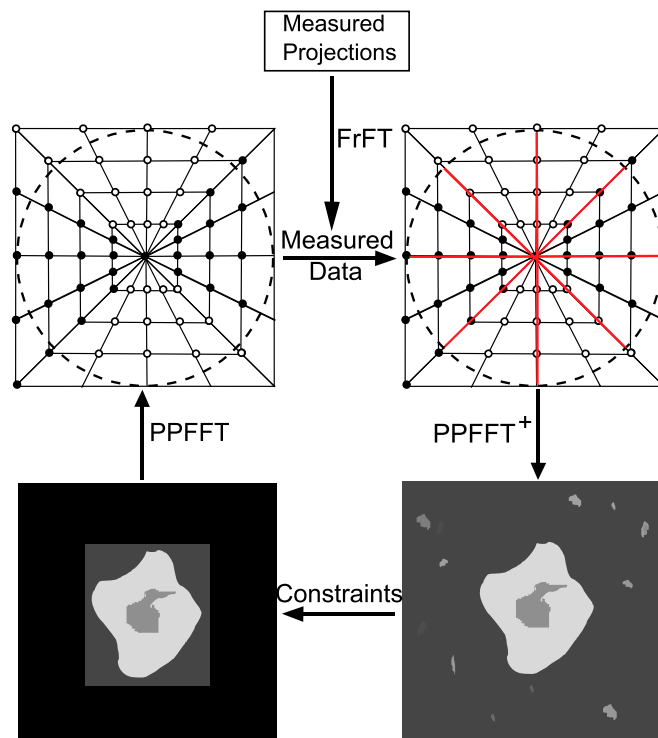 Measured
Projections
FrFT
Measured
Data
PPFFT
PPFFT+
Constraints